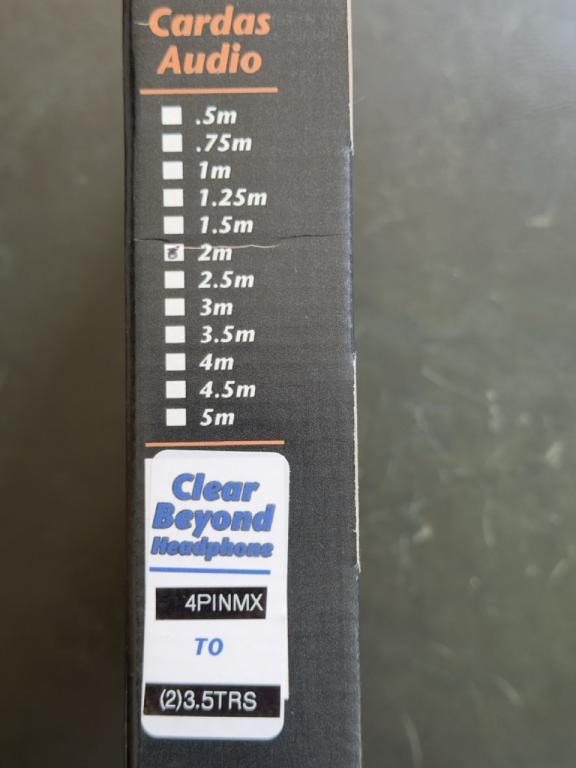 Cardas
Audio
.5m
.75m
1m
1.25m
1.5m
2m
2.5m
3m
3.5m
4m
4.5m
5m
Clear
Beyond
Headphone
4PINMX
TO
(2)3.5TRS